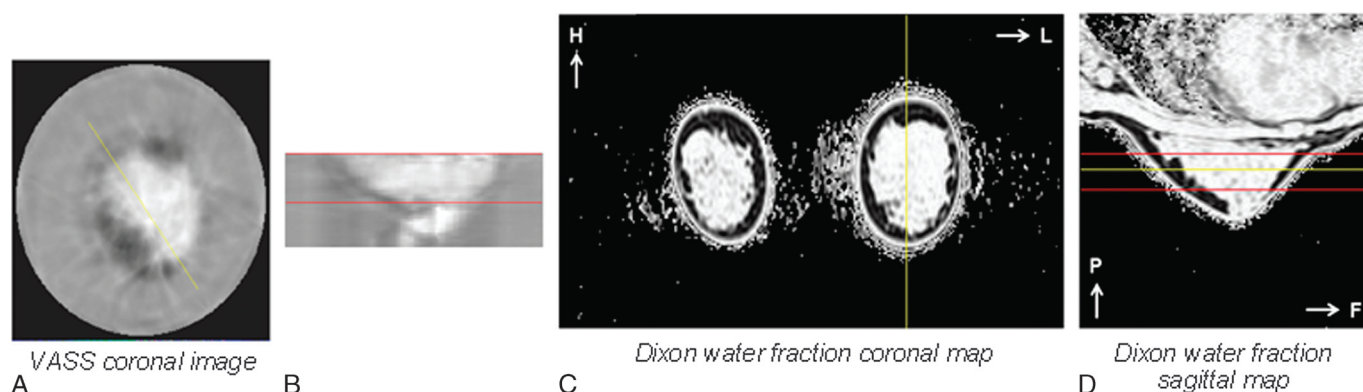 H
L
P
F
VASS coronal image
Dixon water fraction coronal map
Dixon water fraction
sagittal map
A
B
C
D